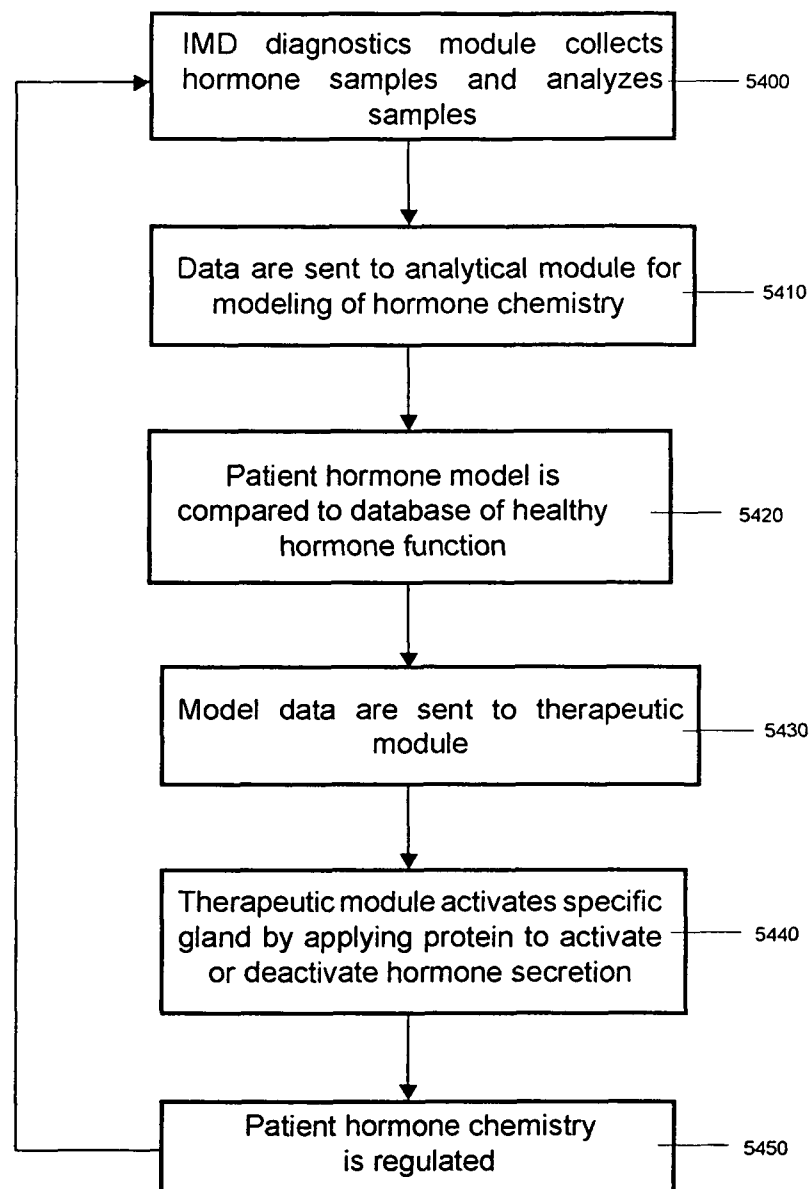 IMD diagnostics module collects
hormone samples and analyzes
samples
5400
Data are sent to analytical module for
modeling of hormone chemistry
5410
Patient hormone model is
compared to database of healthy
hormone function
5420
Model data are sent to therapeutic
module
5430
Therapeutic module activates specific
gland by applying protein to activate
or deactivate hormone secretion
5440
Patient hormone chemistry
is regulated
5450